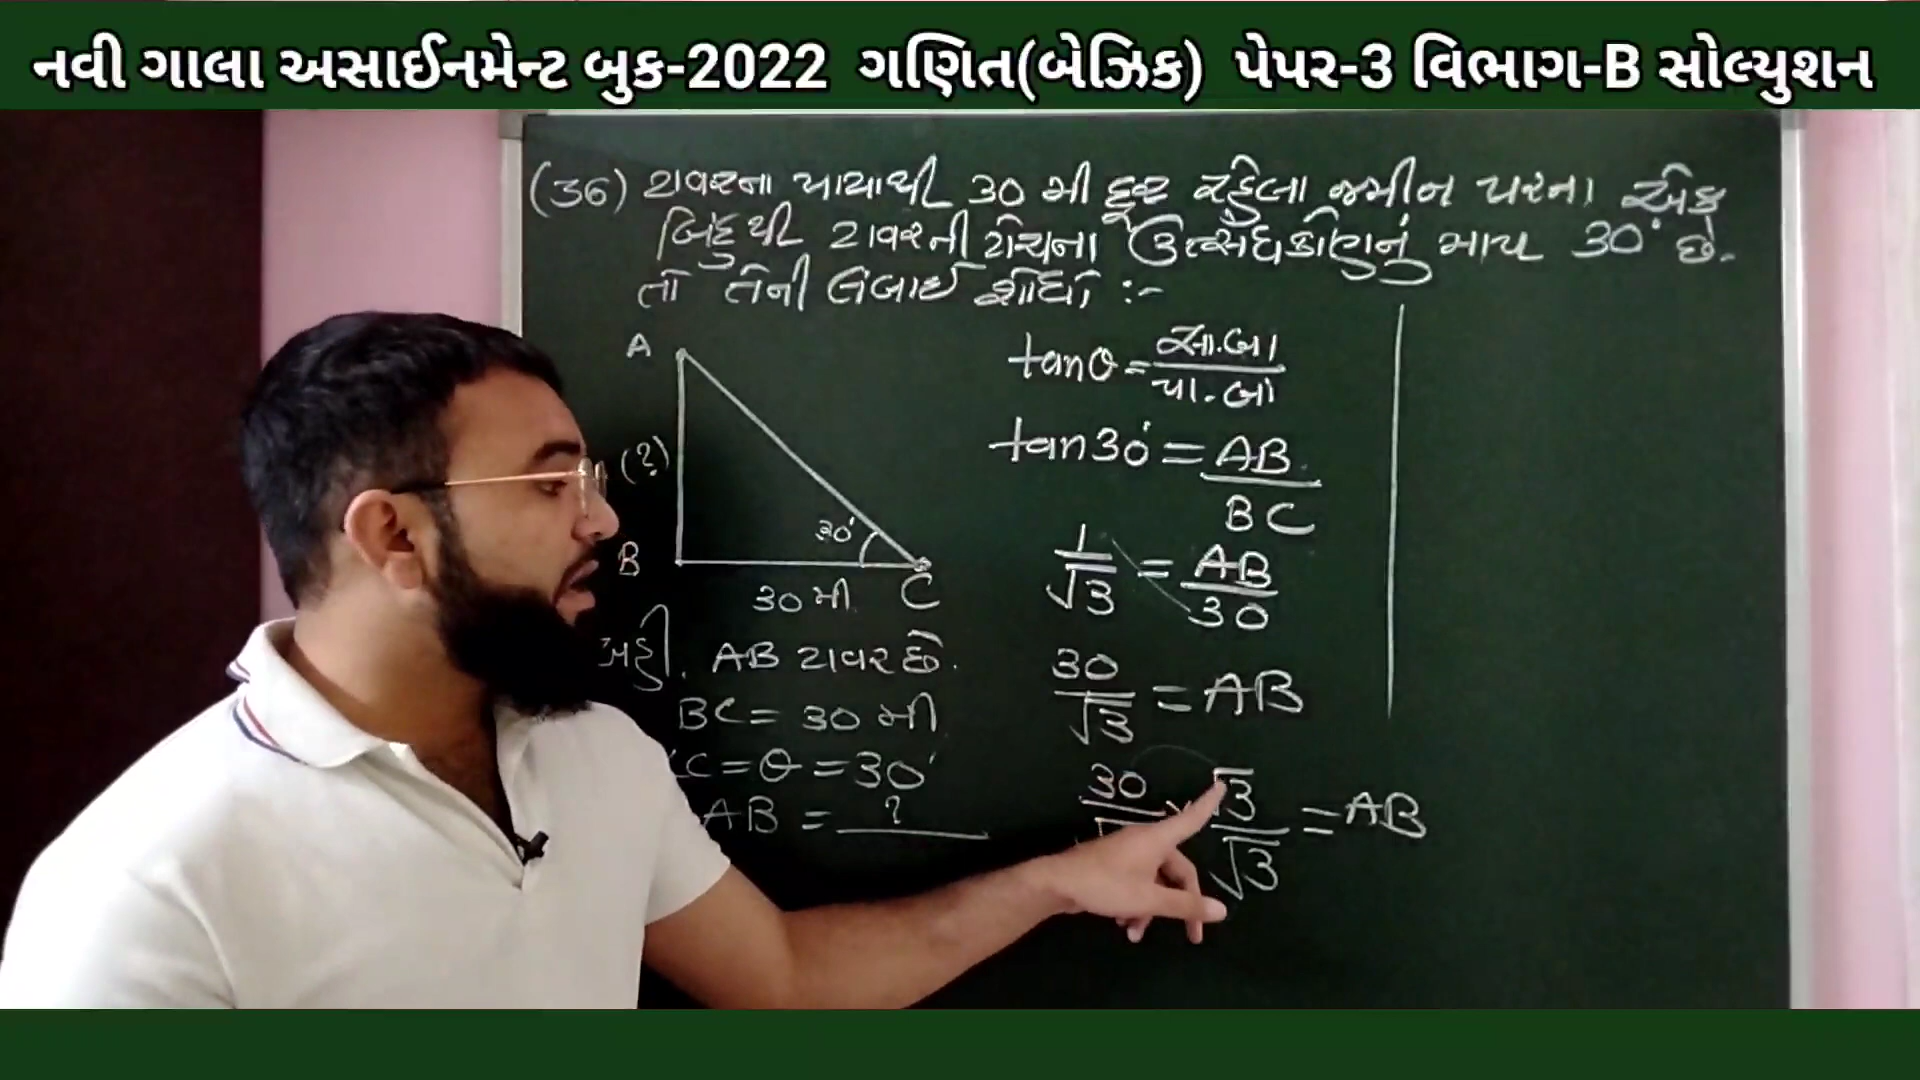 નવી ગાલા અસાઈનમેન્ટ બુક-2022 ગણિત(બેઝિક) પેપર-3 વિભાગ-B સોલ્યુશન
(36) ટાવરના પાયાથી 30 મી દૂર રહેલા જમીન પરના એક
બિંદુથી ટાવરની ટોચના ઉત્સેધકોણનું માપ 30° છે.
તો તેની લંબાઈ શોધો :-
A
(?)
B
30°
30 મી
C
અહીં. AB ટાવર છે.
BC = 30 મી
C = θ = 30°
AB = ?
tanθ = સા.બા / પા.બા
tan30° = AB / BC
1/√3 = AB/30
30/√3 = AB
30 × √3/√3 = AB